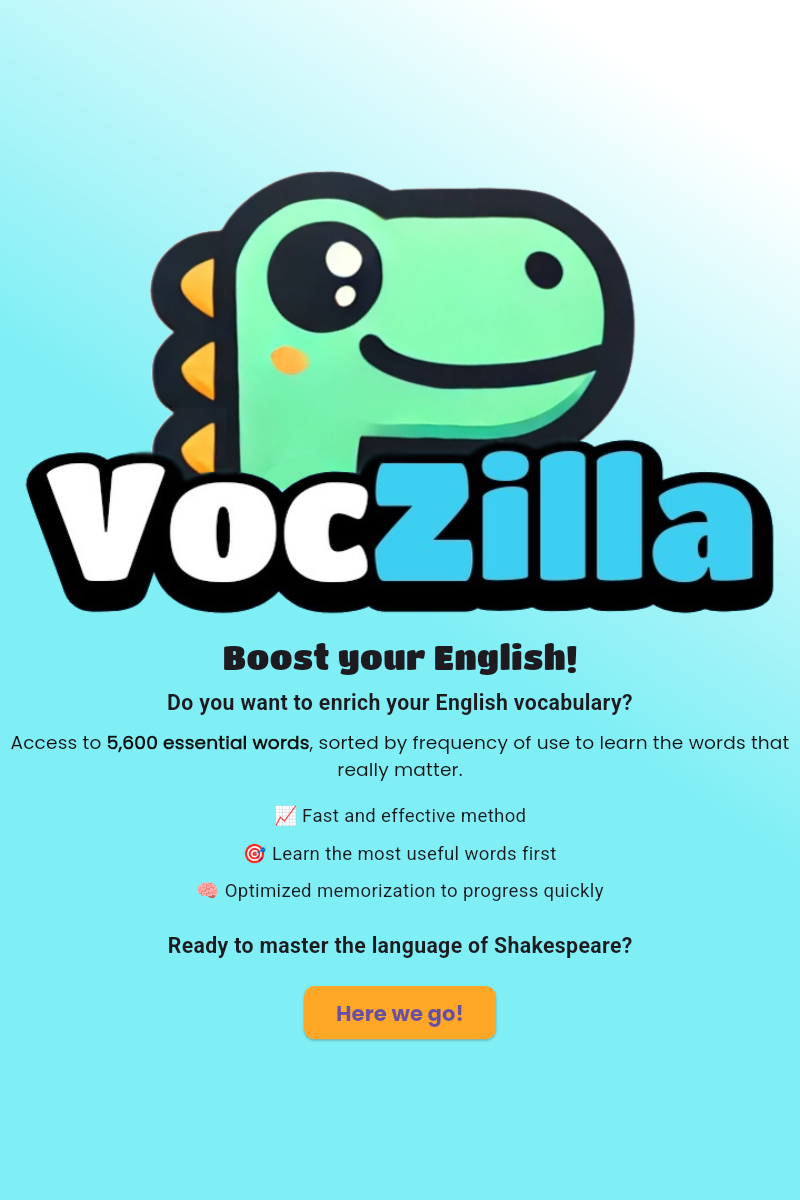 VocZilla
Boost your English!
Do you want to enrich your English vocabulary?
Access to 5,600 essential words, sorted by frequency of use to learn the words that
really matter.
📈 Fast and effective method
🎯 Learn the most useful words first
🧠 Optimized memorization to progress quickly
Ready to master the language of Shakespeare?
Here we go!